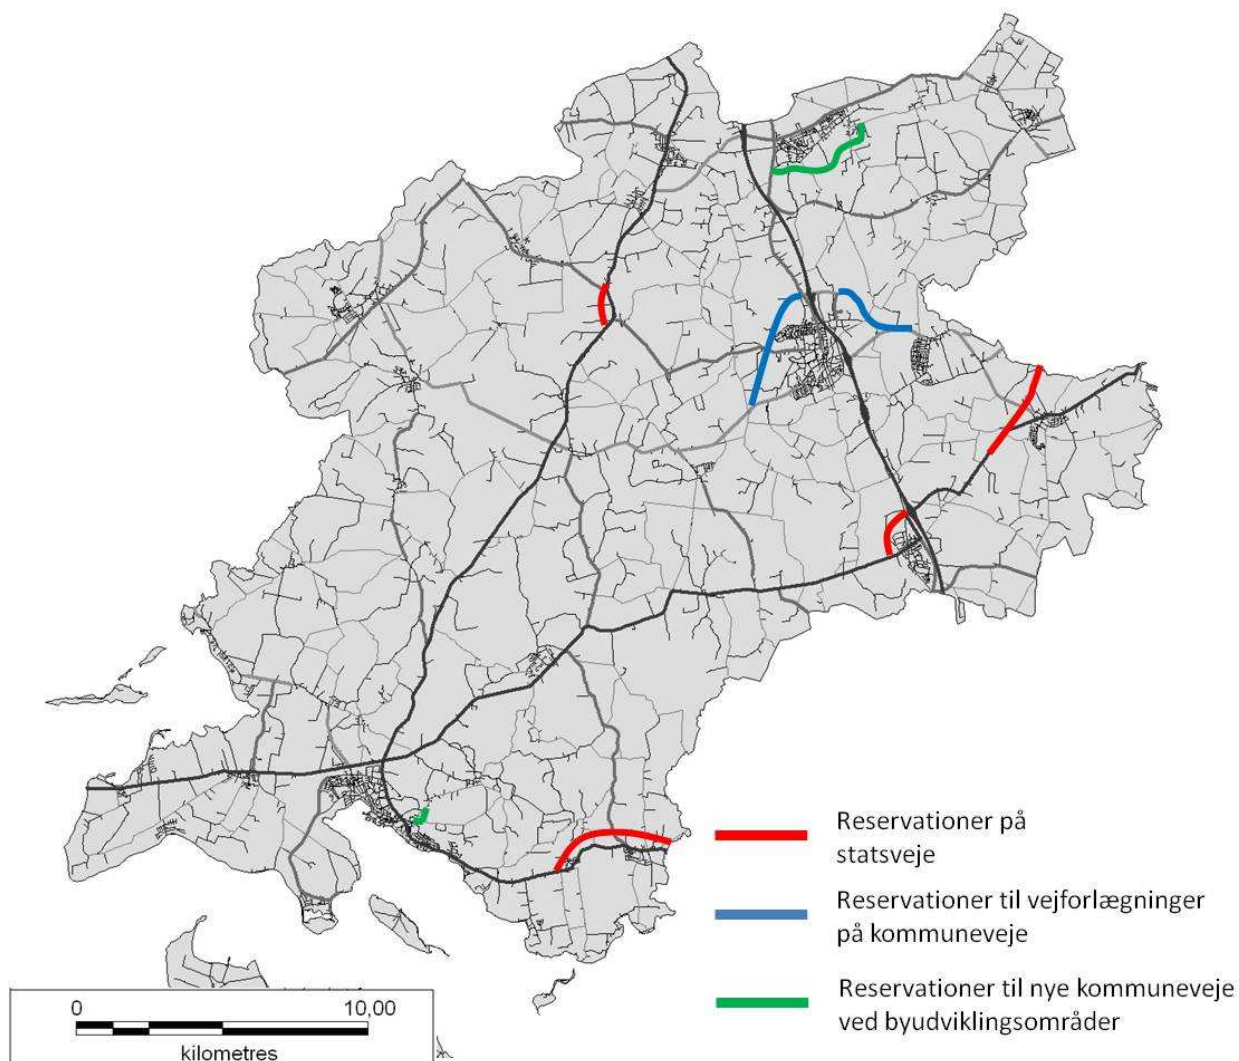 Reservationer på
statsveje
Reservationer til vejforlægninger
på kommuneveje
Reservationer til nye kommuneveje
ved byudviklingsområder
0 10,00
kilometres